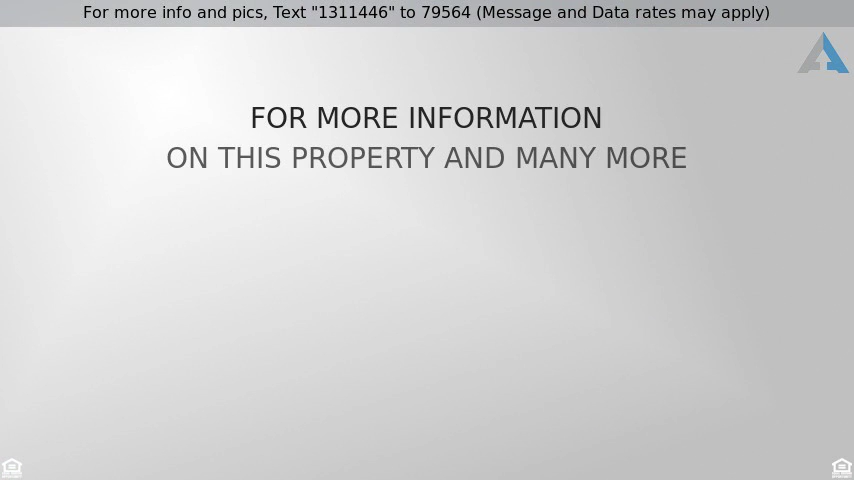 For more info and pics, Text "1311446" to 79564 (Message and Data rates may apply)
FOR MORE INFORMATION
ON THIS PROPERTY AND MANY MORE